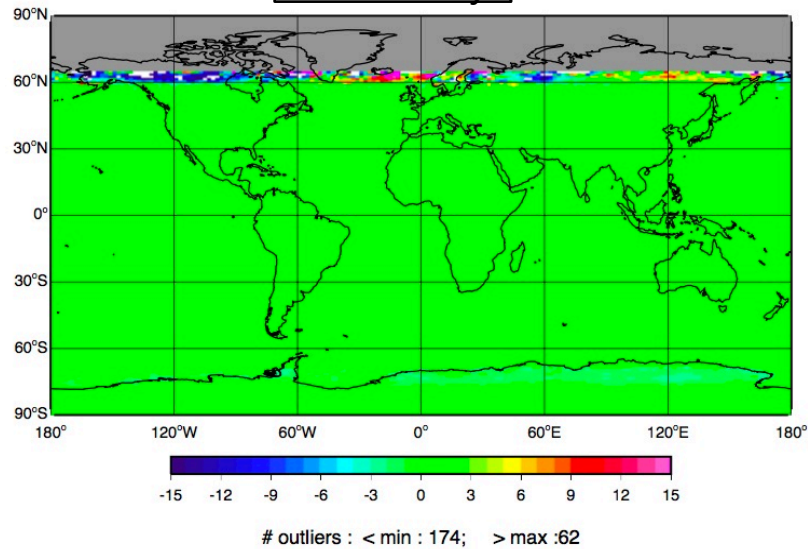 90°N
60°N
30°N
0°
30°S
60°S
90°S
180° 120°W 60°W 0° 60°E 120°E 180°
-15 -12 -9 -6 -3 0 3 6 9 12 15
# outliers : < min : 174; > max :62